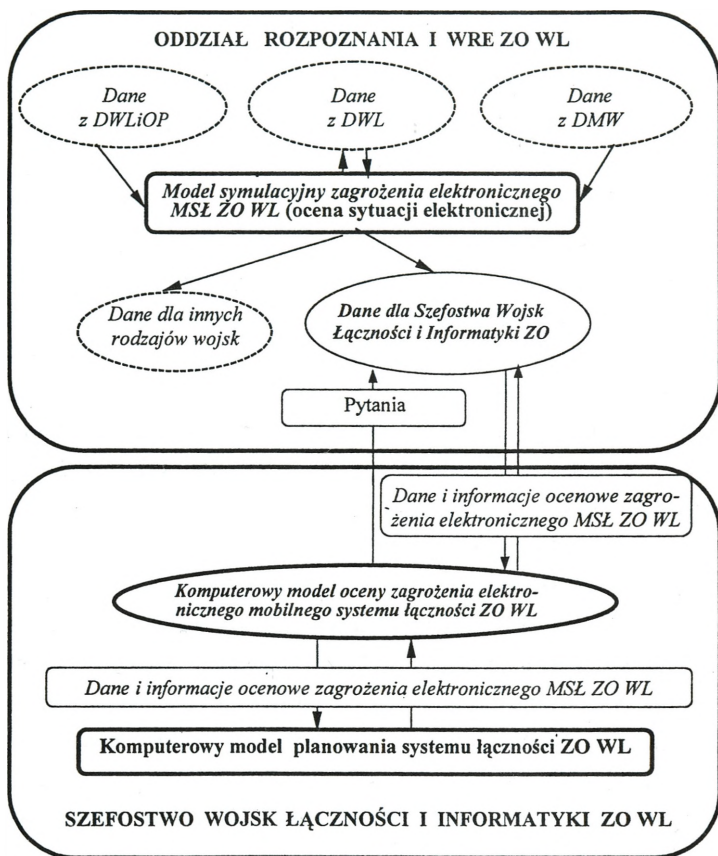 ODDZIAŁ ROZPOZNANIA I WRE ZO WL
Dane
z DWLiOP
Dane
z DWL
Dane
z DMW
Model symulacyjny zagrożenia elektronicznego
MSŁ ZO WL (ocena sytuacji elektronicznej)
Dane dla innych
rodzajów wojsk
Dane dla Szefostwa Wojsk
Łączności i Informatyki ZO
Pytania
Dane i informacje ocenowe zagro-
żenia elektronicznego MSŁ ZO WL
Komputerowy model oceny zagrożenia elektro-
nicznego mobilnego systemu łączności ZO WL
Dane i informacje ocenowe zagrożenia elektronicznego MSŁ ZO WL
Komputerowy model planowania systemu łączności ZO WL
SZEFOSTWO WOJSK ŁĄCZNOŚCI I INFORMATYKI ZO WL